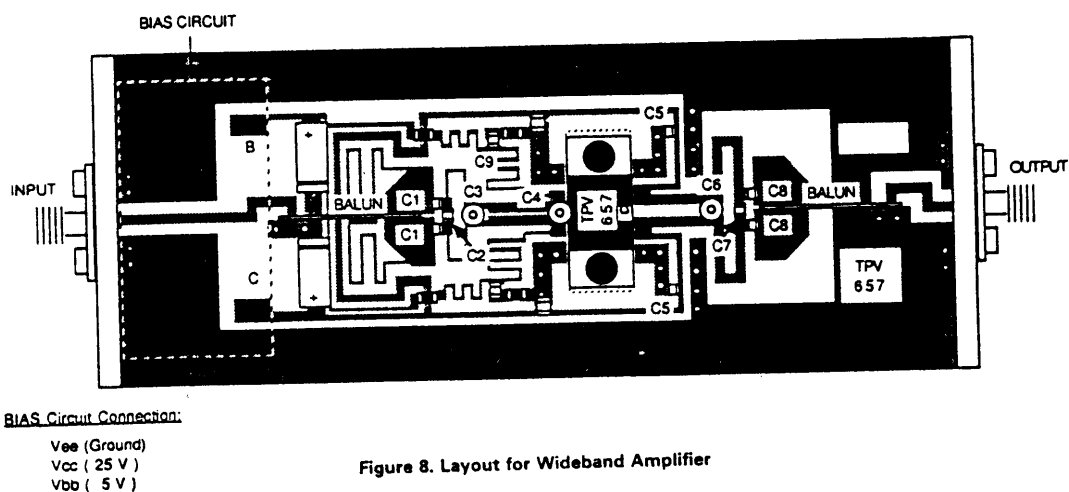 BIAS CIRCUIT
C5
B
C9
INPUT
BALUN
C1
C3
C4
TPV
657
C6
C8
BALUN
OUTPUT
C1
C2
C7
C8
C
C5
TPV
657
BIAS Circuit Connection:
Vee (Ground)
Vcc ( 25 V )
Vbb ( 5 V )
Figure 8. Layout for Wideband Amplifier